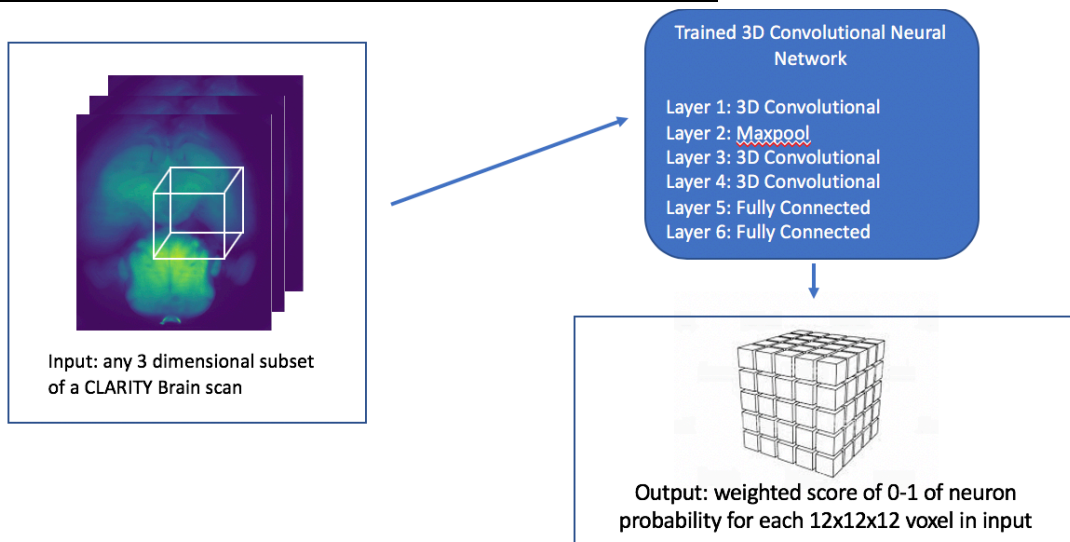 Trained 3D Convolutional Neural
Network
Layer 1: 3D Convolutional
Layer 2: Maxpool
Layer 3: 3D Convolutional
Layer 4: 3D Convolutional
Layer 5: Fully Connected
Layer 6: Fully Connected
Input: any 3 dimensional subset
of a CLARITY Brain scan
Output: weighted score of 0-1 of neuron
probability for each 12x12x12 voxel in input